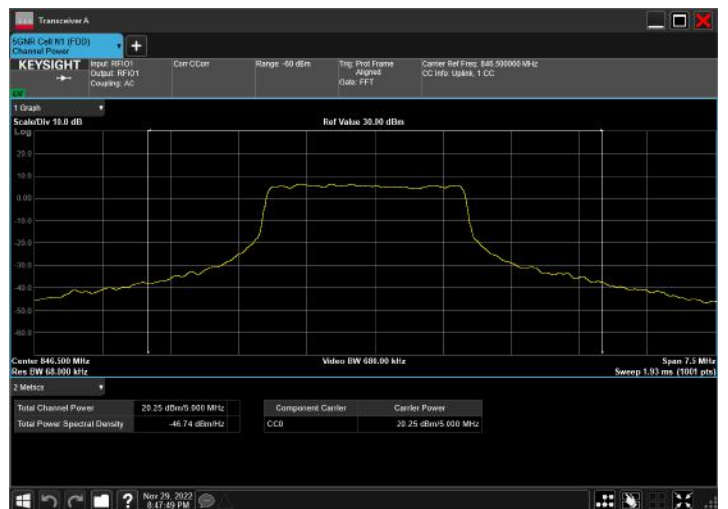 Transceiver A
5GNR Cell N1 (FDD)
Channel Power
+
KEYSIGHT
Input: RFIO1
Output: RFIO1
Coupling: AC
Corr CCorr
Range -60 dBm
Trig: Prot Frame
Aligned
Gate: FFT
Carrier Ref Freq: 846.500000 MHz
CC Info: Uplink, 1 CC
1 Graph
Scale/Div 10.0 dB
Ref Value 30.00 dBm
Log
20.0
10.0
0.00
-10.0
-20.0
-30.0
-40.0
-50.0
-60.0
Center 846.500 MHz
Video BW 680.00 kHz
Span 7.5 MHz
Res BW 68.000 kHz
Sweep 1.93 ms (1001 pts)
2 Metrics
Total Channel Power
20.25 dBm/5.000 MHz
Total Power Spectral Density
-46.74 dBm/Hz
Component Carrier
Carrier Power
CC0
20.25 dBm/5.000 MHz
?
Nov 29, 2022
8:47:49 PM